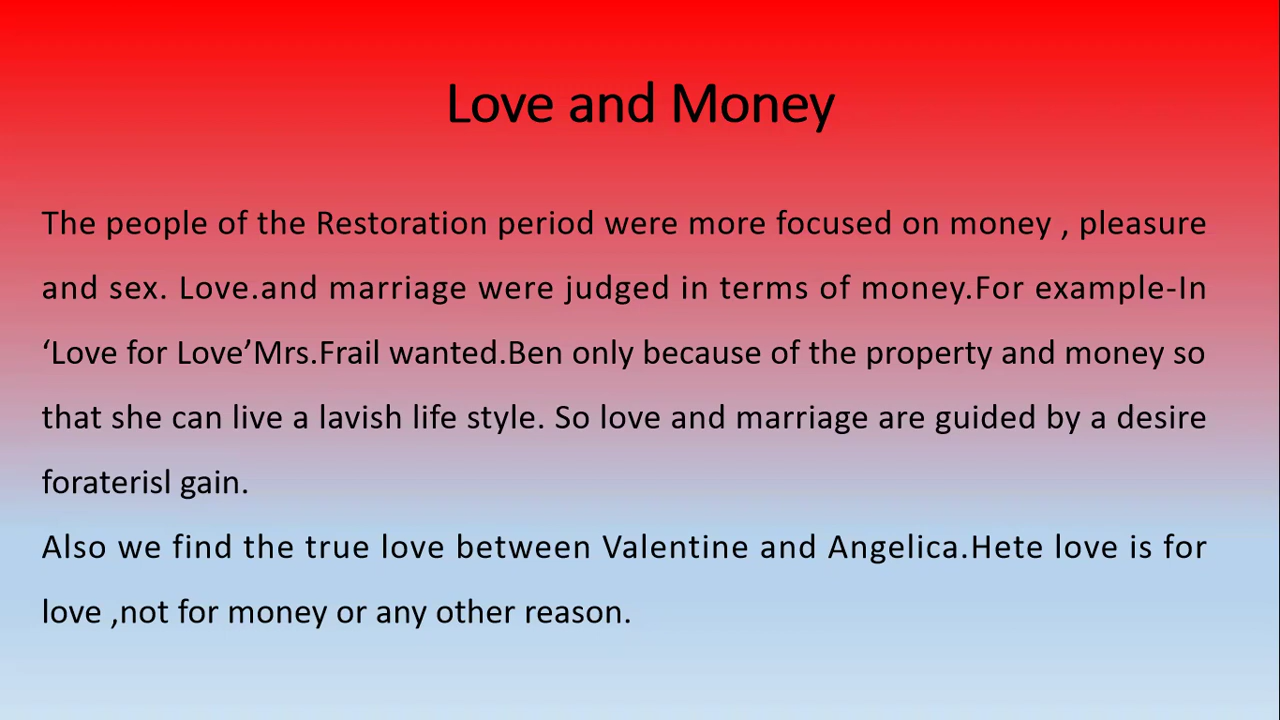 Love and Money
The people of the Restoration period were more focused on money , pleasure
and sex. Love.and marriage were judged in terms of money.For example-In
‘Love for Love’Mrs.Frail wanted.Ben only because of the property and money so
that she can live a lavish life style. So love and marriage are guided by a desire
foraterisl gain.
Also we find the true love between Valentine and Angelica.Hete love is for
love ,not for money or any other reason.